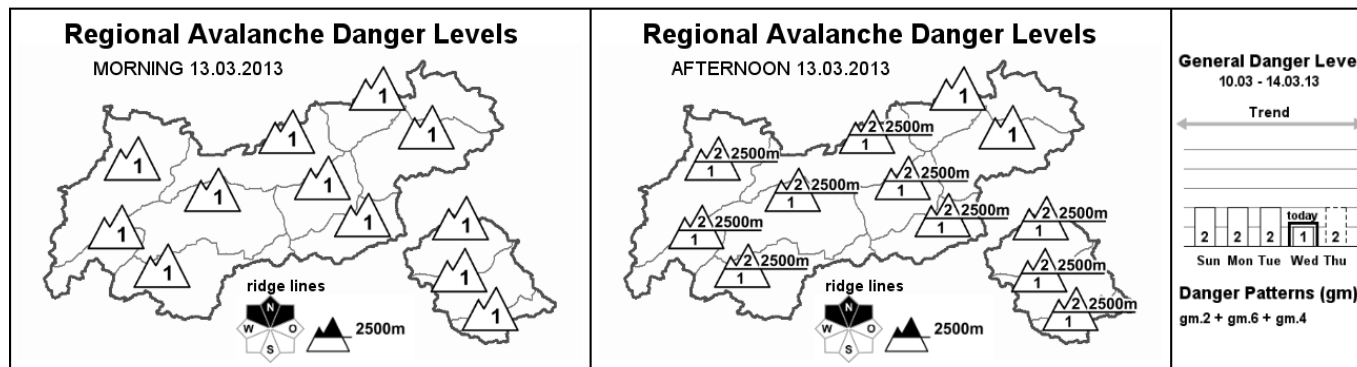 Regional Avalanche Danger Levels
MORNING 13.03.2013
1
1
1
1
1
1
1
1
1
1
1
1
ridge lines
N
W O
S
2500m
Regional Avalanche Danger Levels
AFTERNOON 13.03.2013
1
1
2 2500m
1
2 2500m
1
2 2500m
1
2 2500m
1
2 2500m
1
2 2500m
1
2 2500m
1
2 2500m
1
2 2500m
1
2 2500m
1
ridge lines
N
W O
S
2500m
General Danger Leve
10.03 - 14.03.13
Trend
today
2 2 2 1 2
Sun Mon Tue Wed Thu
Danger Patterns (gm)
gm.2 + gm.6 + gm.4